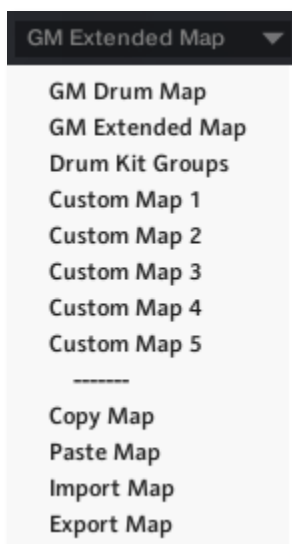 GM Extended Map
GM Drum Map
GM Extended Map
Drum Kit Groups
Custom Map 1
Custom Map 2
Custom Map 3
Custom Map 4
Custom Map 5
-------
Copy Map
Paste Map
Import Map
Export Map